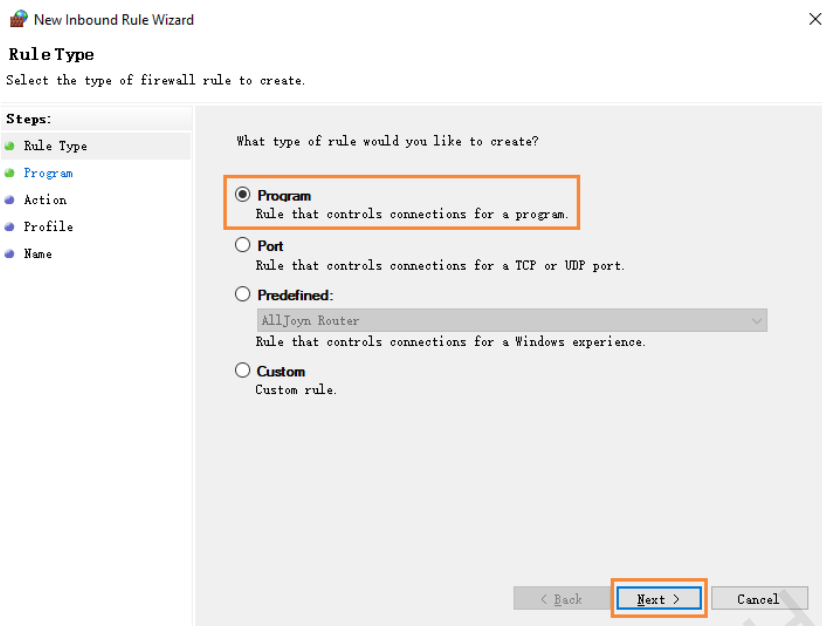 New Inbound Rule Wizard
Rule Type
Select the type of firewall rule to create.
Steps:
Rule Type
Program
Action
Profile
Name
What type of rule would you like to create?
Program
Rule that controls connections for a program.
Port
Rule that controls connections for a TCP or UDP port.
Predefined:
AllJoyn Router
Rule that controls connections for a Windows experience.
Custom
Custom rule.
< Back
Next >
Cancel